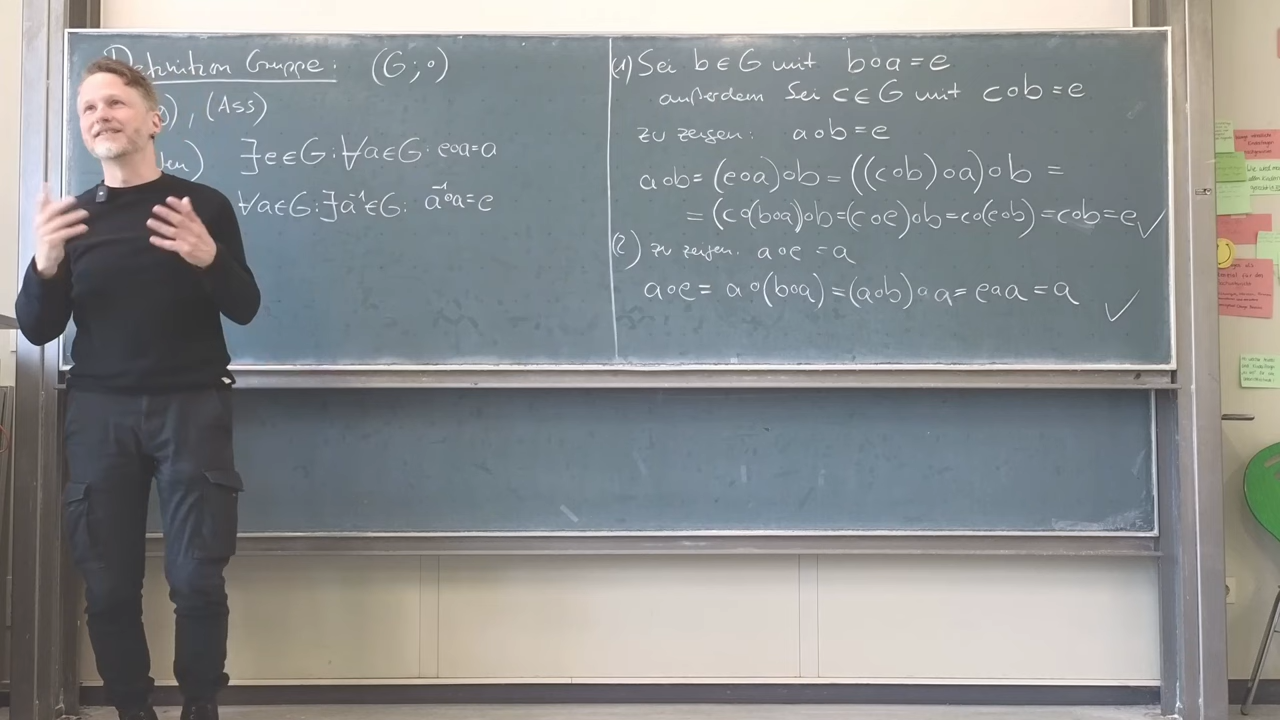 Definition Gruppe: (G;∘)
), (Ass)
) ∃e∈G:∀a∈G: e∘a=a
∀a∈G:∃a⁻¹∈G: a⁻¹∘a=e
(1) Sei b∈G mit b∘a=e
außerdem sei c∈G mit c∘b=e
zu zeigen: a∘b=e
a∘b=(e∘a)∘b=((c∘b)∘a)∘b=
=(c∘(b∘a))∘b=(c∘e)∘b=c∘(e∘b)=c∘b=e✓
(2) zu zeigen: a∘e=a
a∘e=a∘(b∘a)=(a∘b)∘a=e∘a=a ✓